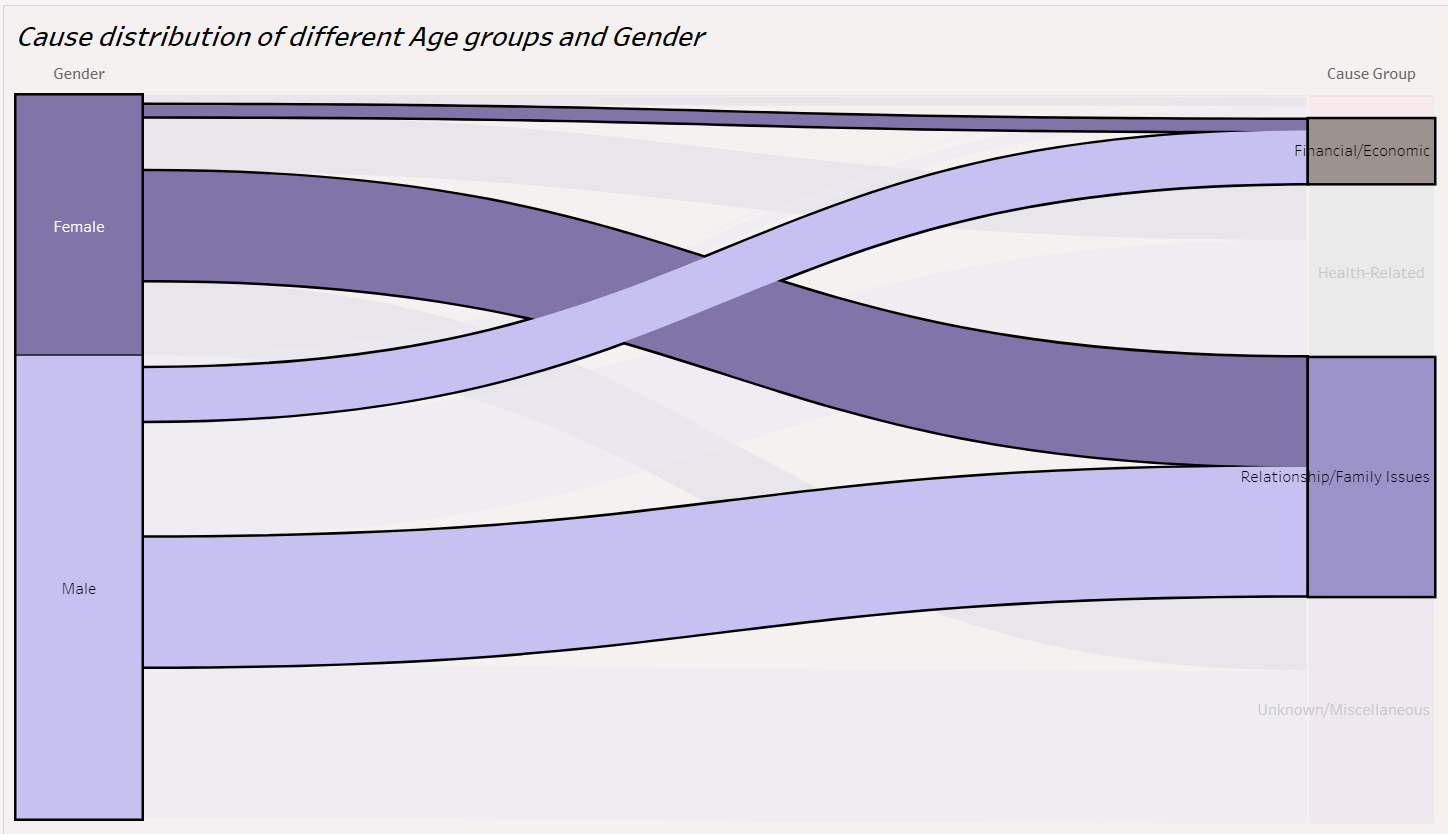 Cause distribution of different Age groups and Gender
Gender
Cause Group
Financial/Economic
Female
Health-Related
Relationship/Family Issues
Male
Unknown/Miscellaneous